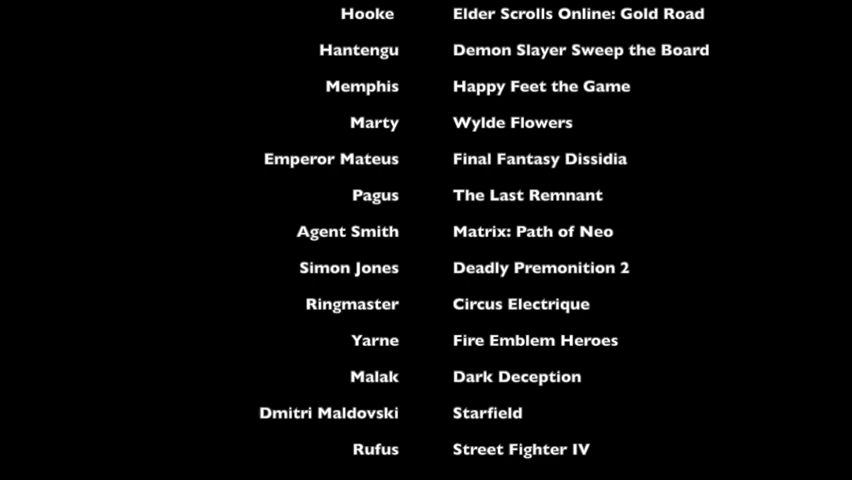 Hooke Elder Scrolls Online: Gold Road
Hantengu Demon Slayer Sweep the Board
Memphis Happy Feet the Game
Marty Wylde Flowers
Emperor Mateus Final Fantasy Dissidia
Pagus The Last Remnant
Agent Smith Matrix: Path of Neo
Simon Jones Deadly Premonition 2
Ringmaster Circus Electrique
Yarne Fire Emblem Heroes
Malak Dark Deception
Dmitri Maldovski Starfield
Rufus Street Fighter IV